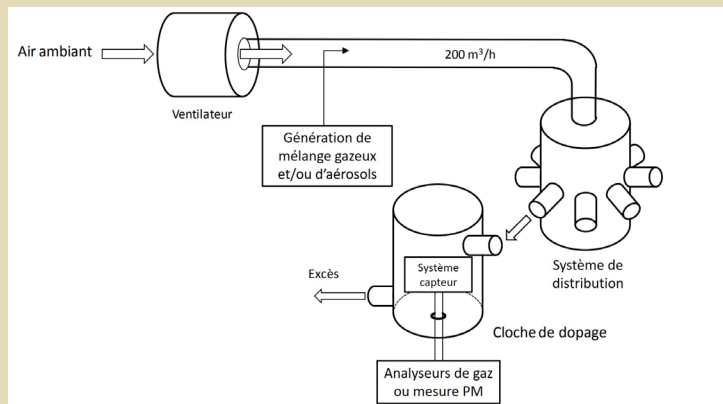 Air ambiant
200 m³/h
Ventilateur
Génération de
mélange gazeux
et/ou d'aérosols
Système de
distribution
Système
capteur
Excès
Cloche de dopage
Analyseurs de gaz
ou mesure PM